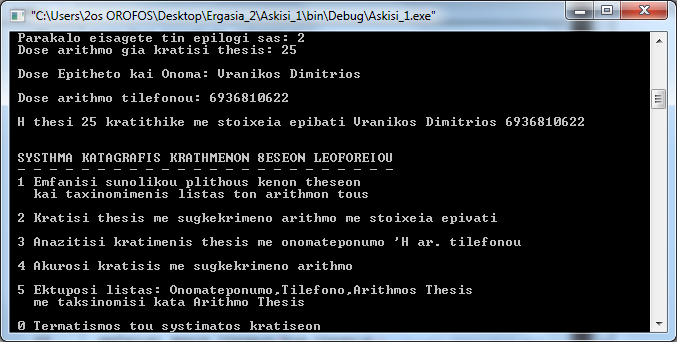 "C:\Users\2os OROFOS\Desktop\Ergasia_2\Askisi_1\bin\Debug\Askisi_1.exe"
Parakalo eisagete tin epilogi sas: 2
Dose arithmo gia kratisi thesis: 25
Dose Epitheto kai Onoma: Vranikos Dimitrios
Dose arithmo tilefonou: 6936810622
H thesi 25 kratithike me stoixeia epibati Vranikos Dimitrios 6936810622
SYSTHMA KATAGRAFIS KRATHMENON 8ESEON LEOFOREIOU
- - - - - - - - - - - - - - - - - - - - - - - -
1 Emfanisi sunolikou plithous kenon theseon
kai taxinomimenis listas ton arithmon tous
2 Kratisi thesis me sugkekrimeno arithmo me stoixeia epivati
3 Anazitisi kratimenis thesis me onomateponumo 'H ar. tilefonou
4 Akurosi kratisis me sugkekrimeno arithmo
5 Ektuposi listas: Onomateponumo,Tilefono,Arithmos Thesis
me taksinomisi kata Arithmo Thesis
0 Termatismos tou systimatos kratiseon